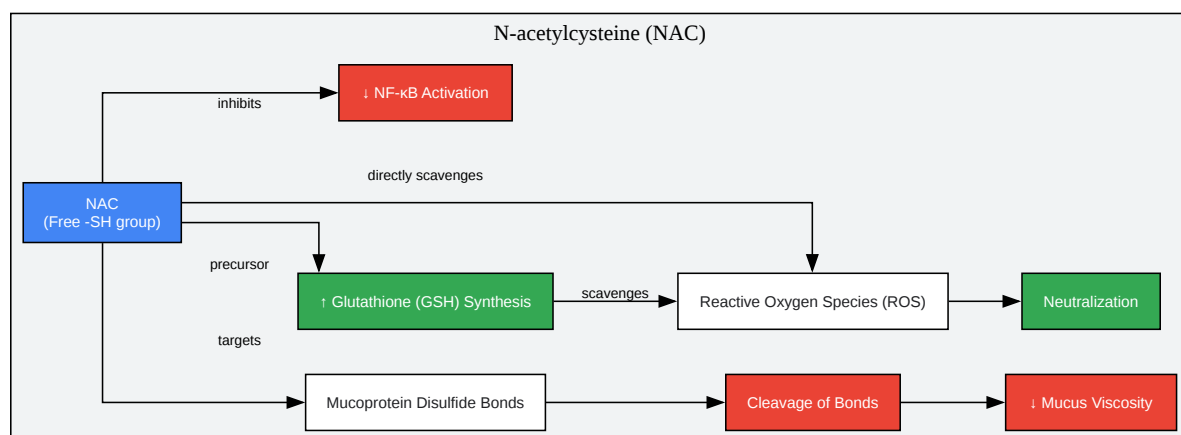 N-acetylcysteine (NAC)
↓ NF-κB Activation
inhibits
directly scavenges
NAC
(Free -SH group)
precursor
↑ Glutathione (GSH) Synthesis
scavenges
Reactive Oxygen Species (ROS)
Neutralization
targets
Mucoprotein Disulfide Bonds
Cleavage of Bonds
↓ Mucus Viscosity